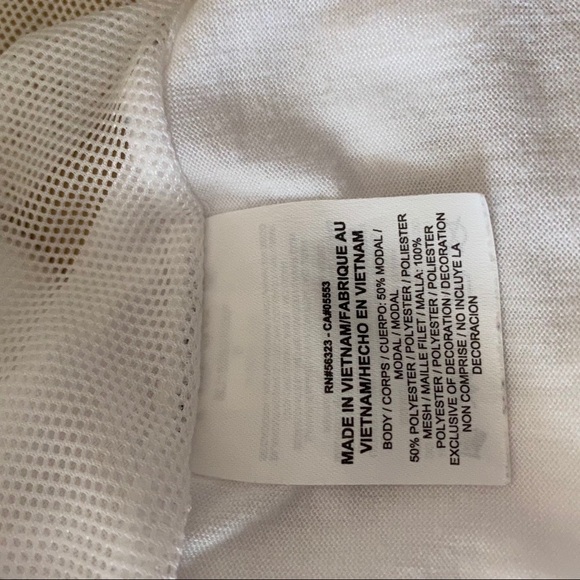 RN#56323 - CA#05553
MADE IN VIETNAM/FABRIQUE AU
VIETNAM/HECHO EN VIETNAM
BODY / CORPS / CUERPO: 50% MODAL /
MODAL / MODAL
50% POLYESTER / POLYESTER / POLIESTER
MESH / MAILLE FILET / MALLA: 100%
POLYESTER / POLYESTER / POLIESTER
EXCLUSIVE OF DECORATION / DECORATION
NON COMPRISE / NO INCLUYE LA
DECORACION